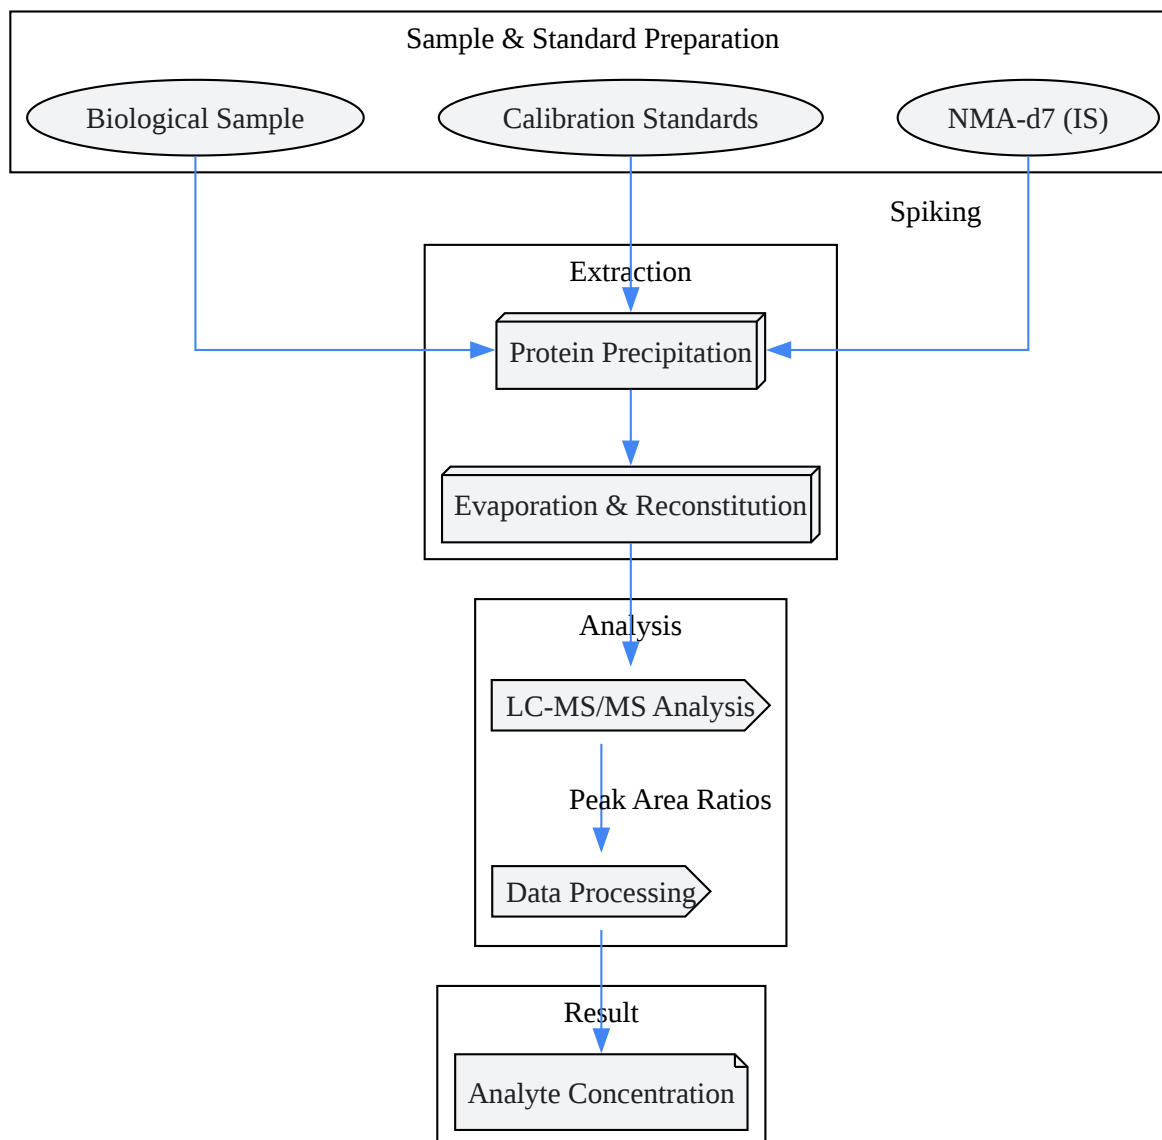 Sample & Standard Preparation
Biological Sample
Calibration Standards
NMA-d7 (IS)
Spiking
Extraction
Protein Precipitation
Evaporation & Reconstitution
Analysis
LC-MS/MS Analysis
Peak Area Ratios
Data Processing
Result
Analyte Concentration